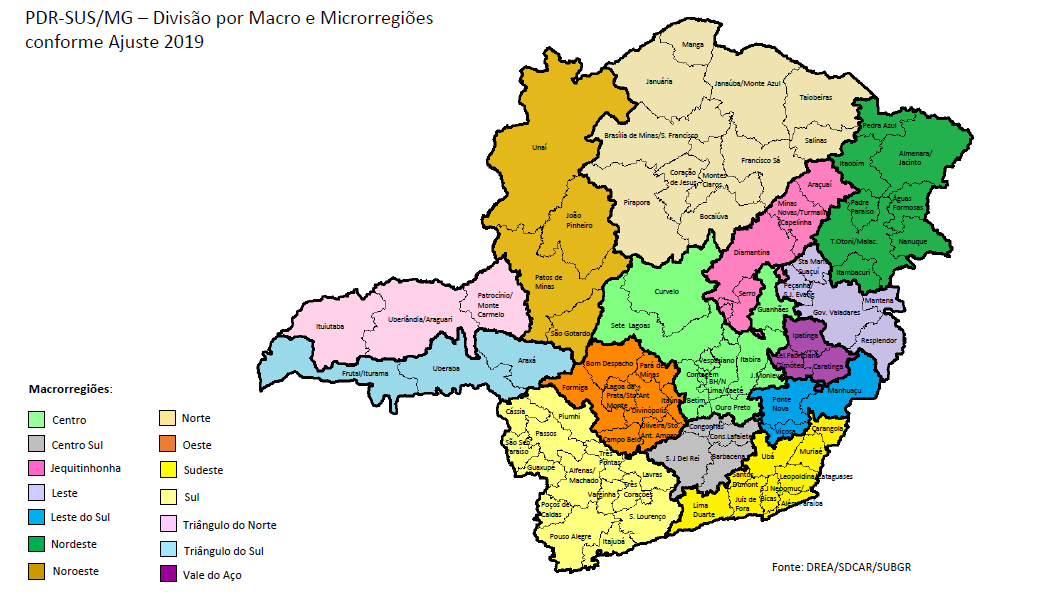 PDR-SUS/MG – Divisão por Macro e Microrregiões
conforme Ajuste 2019
Manga
Januária
Janaúba/Monte Azul
Taiobeiras
Brasília de Minas/S. Francisco
Salinas
Francisco Sá
Coração
de Jesus
Montes
Claros
Pirapora
Bocaiúva
Unaí
João
Pinheiro
Patos de
Minas
São Gotardo
Pedra Azul
Itaobim
Almenara/
Jacinto
Padre
Paraíso
Águas
Formosas
T.Otoni/Malac.
Nanuque
Itambacuri
Araçuaí
Minas
Novas/Turmali
Capelinha
Diamantina
Serro
Sta Mari
Suaçuí
Peçanha/
S.J. Evang
Mantena
Gov. Valadares
Resplendor
Curvelo
Sete Lagoas
Guanhães
Vespasiano
Itabira
Contagem
BH/N
Lima/Caeté
J.Monlev
Betim
Ouro Preto
Ipatinga
Cel.Fabriciano
Timóteo
Caratinga
Manhuaçu
Ponte
Nova
Viçosa
Patrocínio/
Monte
Carmelo
Uberlândia/Araguari
Ituiutaba
Frutal/Iturama
Uberaba
Araxá
Bom Despacho
Pará de
Minas
Formiga
Lagoa da
Prata/Sto Ant
Monte
Itaúna
Divinópolis
Oliveira/Sto
Ant. Amparo
Campo Belo
Congonhas
Cons.Lafaiete
Barbacena
S. J Del Rei
Cássia
Piumhi
Passos
São Seb
Paraíso
Guaxupé
Três
Pontas
Alfenas/
Machado
Lavras
Varginha
Três
Corações
Poços de
Caldas
S. Lourenço
Pouso Alegre
Itajubá
Carangola
Muriaé
Ubá
Santos
Dumont
Leopoldina/Cataguases
S.J Nepomuc/
Bicas
Além Paraíba
Juiz de
Fora
Lima
Duarte
Macrorregiões:
Centro
Centro Sul
Jequitinhonha
Leste
Leste do Sul
Nordeste
Noroeste
Norte
Oeste
Sudeste
Sul
Triângulo do Norte
Triângulo do Sul
Vale do Aço
Fonte: DREA/SDCAR/SUBGR